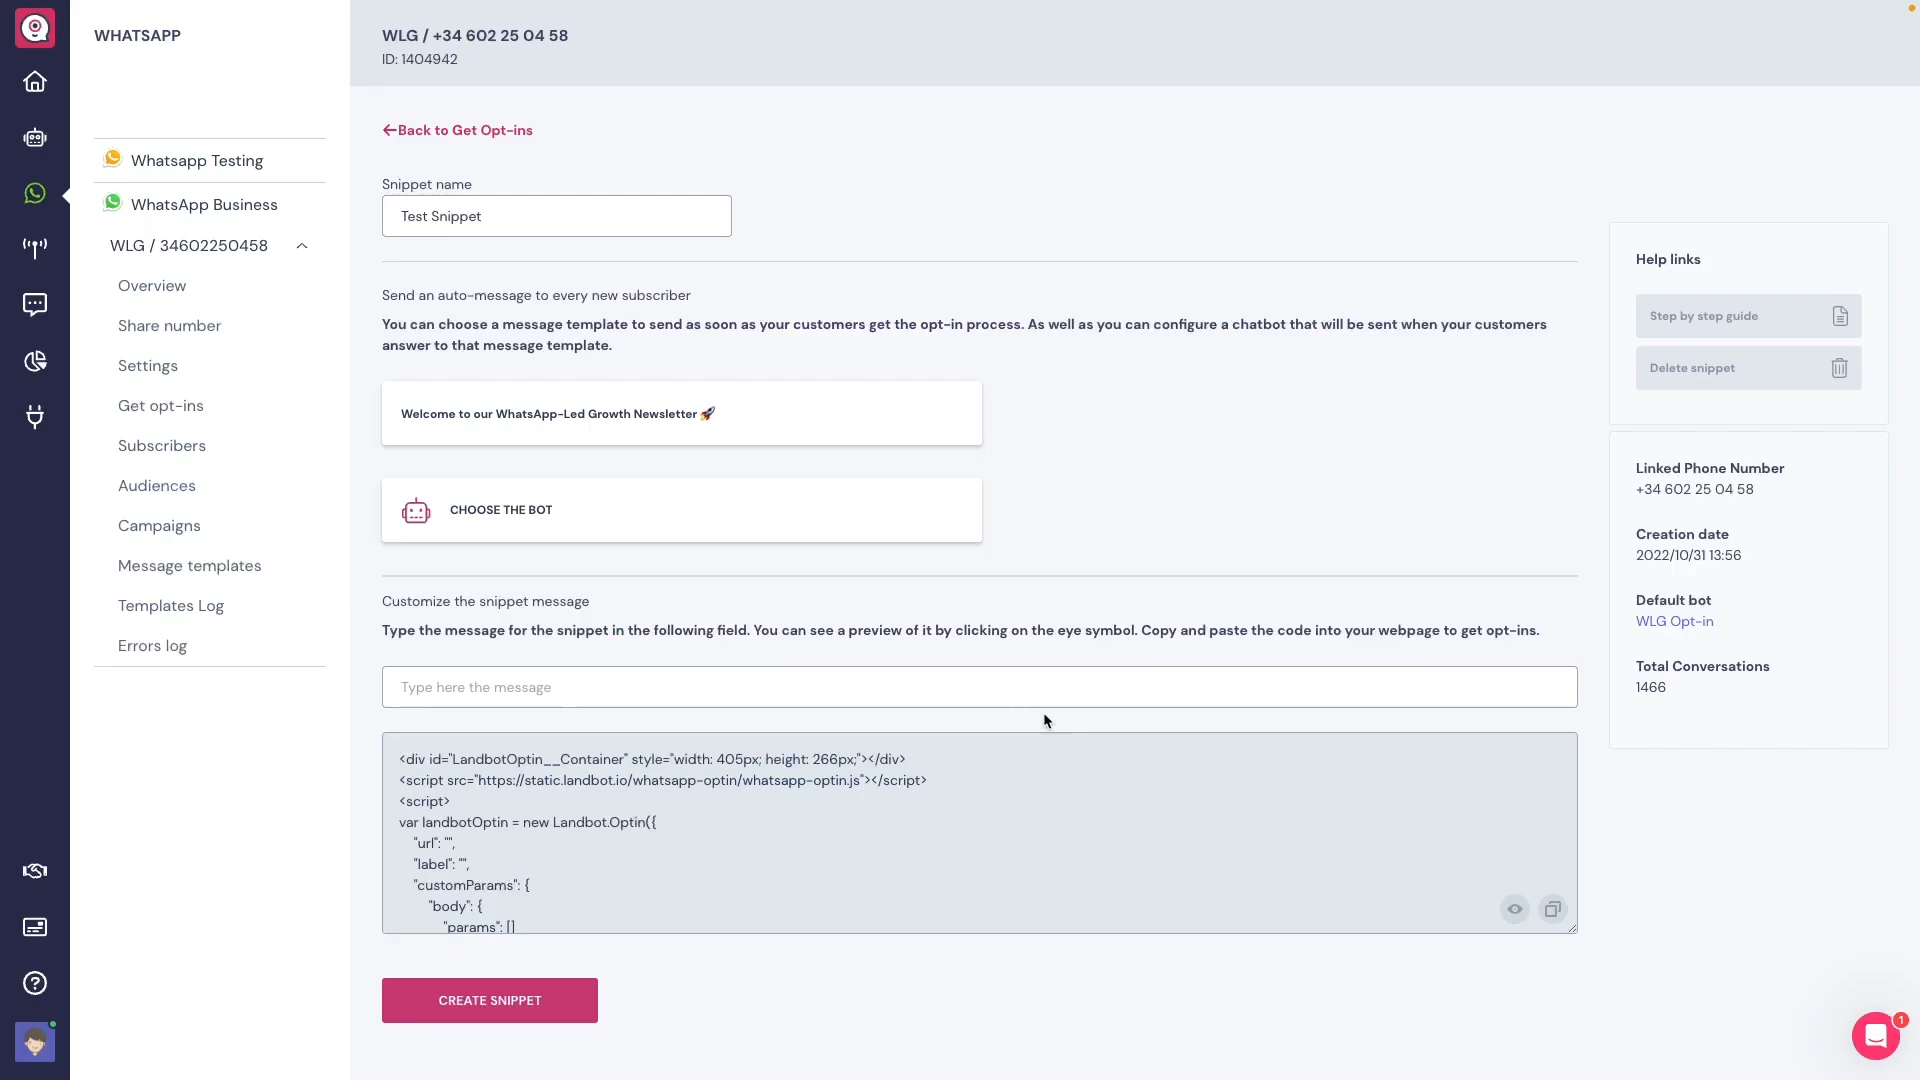 WHATSAPP
Whatsapp Testing
WhatsApp Business
WLG / 34602250458
Overview
Share number
Settings
Get opt-ins
Subscribers
Audiences
Campaigns
Message templates
Templates Log
Errors log
WLG / +34 602 25 04 58
ID: 1404942
Back to Get Opt-ins
Snippet name
Test Snippet
Send an auto-message to every new subscriber
You can choose a message template to send as soon as your customers get the opt-in process. As well as you can configure a chatbot that will be sent when your customers
answer to that message template.
Welcome to our WhatsApp-Led Growth Newsletter 🚀
CHOOSE THE BOT
Customize the snippet message
Type the message for the snippet in the following field. You can see a preview of it by clicking on the eye symbol. Copy and paste the code into your webpage to get opt-ins.
Type here the message
<div id="LandbotOptin__Container" style="width: 405px; height: 266px;"></div>
<script src="https://static.landbot.io/whatsapp-optin/whatsapp-optin.js"></script>
<script>
var landbotOptin = new Landbot.Optin({
"url": "",
"label": "",
"customParams": {
"body": {
"params": []
CREATE SNIPPET
Help links
Step by step guide
Delete snippet
Linked Phone Number
+34 602 25 04 58
Creation date
2022/10/31 13:56
Default bot
WLG Opt-in
Total Conversations
1466
1